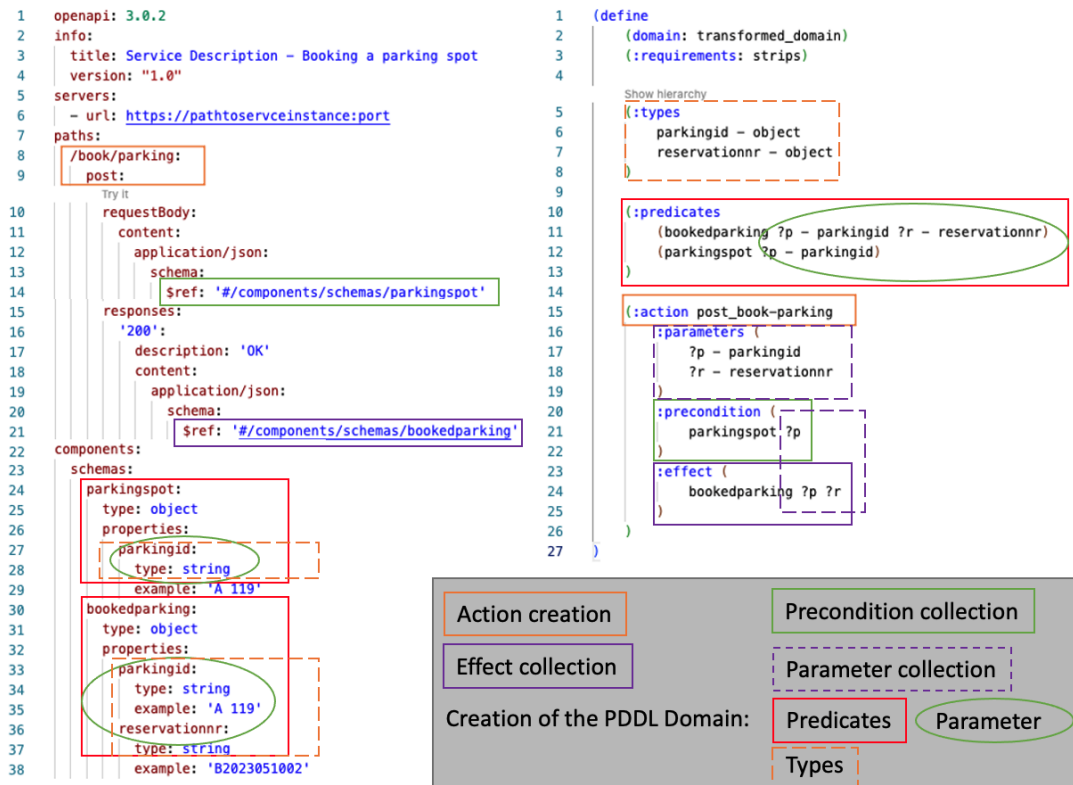 1 openapi: 3.0.2
2 info:
3 title: Service Description – Booking a parking spot
4 version: "1.0"
5 servers:
6 - url: https://pathtoservceinstance:port
7 paths:
8 /book/parking:
9 post:
Try it
10 requestBody:
11 content:
12 application/json:
13 schema:
14 $ref: '#/components/schemas/parkingspot'
15 responses:
16 '200':
17 description: 'OK'
18 content:
19 application/json:
20 schema:
21 $ref: '#/components/schemas/bookedparking'
22 components:
23 schemas:
24 parkingspot:
25 type: object
26 properties:
27 parkingid:
28 type: string
29 example: 'A 119'
30 bookedparking:
31 type: object
32 properties:
33 parkingid:
34 type: string
35 example: 'A 119'
36 reservationnr:
37 type: string
38 example: 'B2023051002'
1 (define
2 (domain: transformed_domain)
3 (:requirements: strips)
4
Show hierarchy
5 (:types
6 parkingid – object
7 reservationnr – object
8 )
9
10 (:predicates
11 (bookedparking ?p – parkingid ?r – reservationnr)
12 (parkingspot ?p – parkingid)
13 )
14
15 (:action post_book-parking
16 :parameters (
17 ?p – parkingid
18 ?r – reservationnr
19 )
20 :precondition (
21 parkingspot ?p
22 )
23 :effect (
24 bookedparking ?p ?r
25 )
26 )
27 )
Action creation
Precondition collection
Effect collection
Parameter collection
Creation of the PDDL Domain:
Predicates
Parameter
Types